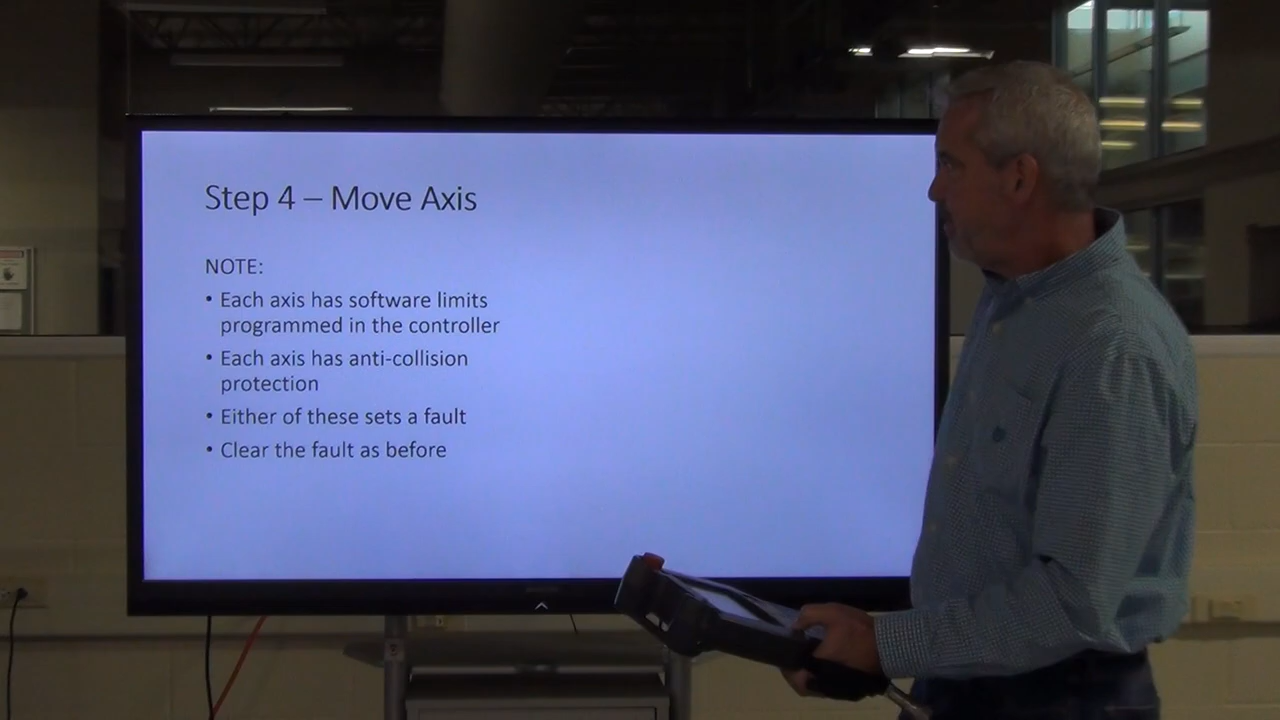 Step 4 – Move Axis
NOTE:
• Each axis has software limits
programmed in the controller
• Each axis has anti-collision
protection
• Either of these sets a fault
• Clear the fault as before